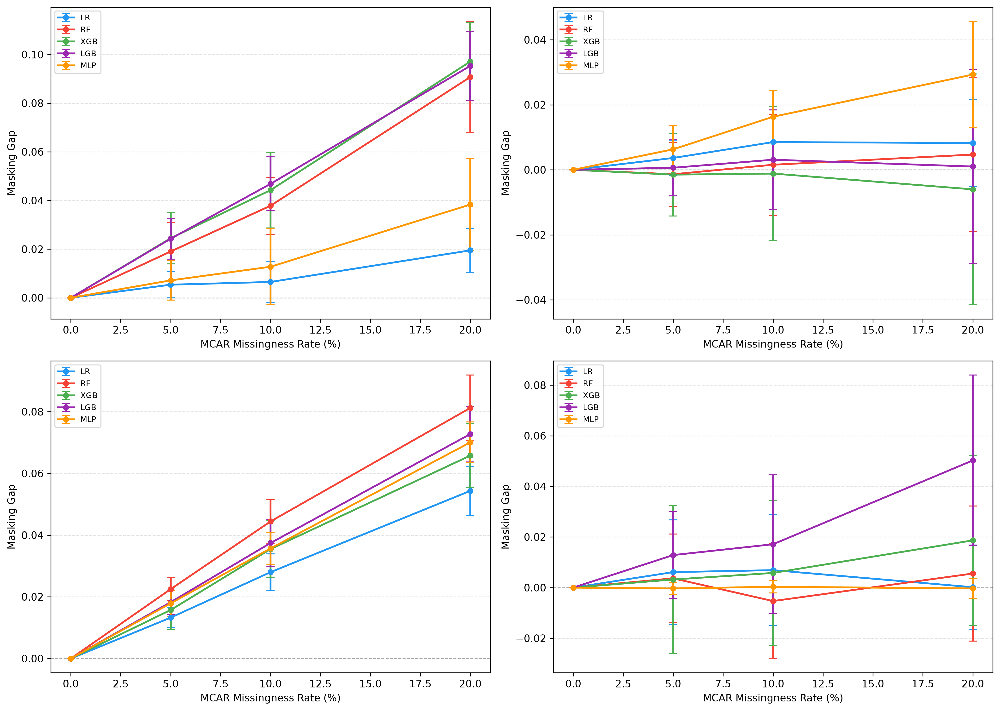 LR
RF
XGB
LGB
MLP
0.10
0.08
0.06
0.04
0.02
0.00
Masking Gap
0.0 2.5 5.0 7.5 10.0 12.5 15.0 17.5 20.0
MCAR Missingness Rate (%)
LR
RF
XGB
LGB
MLP
0.04
0.02
0.00
−0.02
−0.04
Masking Gap
0.0 2.5 5.0 7.5 10.0 12.5 15.0 17.5 20.0
MCAR Missingness Rate (%)
LR
RF
XGB
LGB
MLP
0.08
0.06
0.04
0.02
0.00
Masking Gap
0.0 2.5 5.0 7.5 10.0 12.5 15.0 17.5 20.0
MCAR Missingness Rate (%)
LR
RF
XGB
LGB
MLP
0.08
0.06
0.04
0.02
0.00
−0.02
Masking Gap
0.0 2.5 5.0 7.5 10.0 12.5 15.0 17.5 20.0
MCAR Missingness Rate (%)